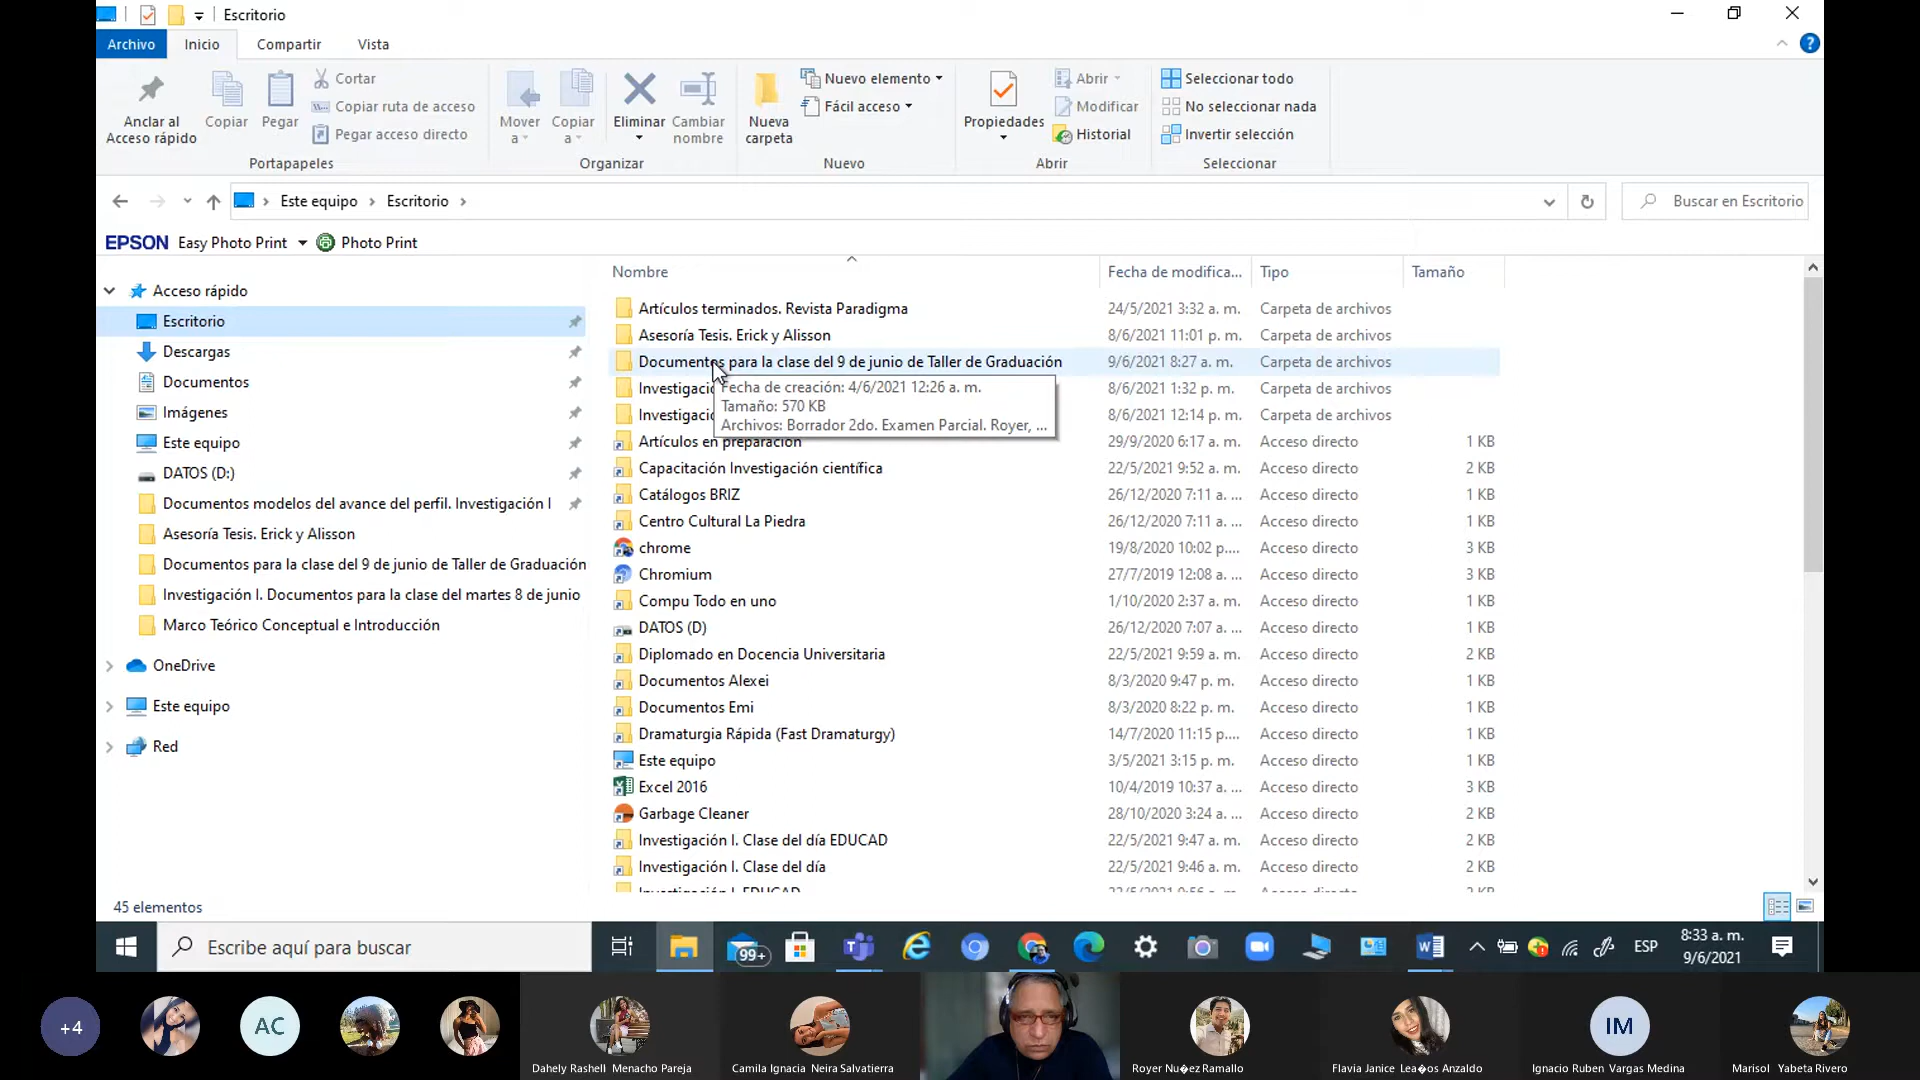 Escritorio
Archivo Inicio Compartir Vista
Anclar al Acceso rápido
Copiar
Pegar
Cortar
Copiar ruta de acceso
Pegar acceso directo
Portapapeles
Mover a
Copiar a
Eliminar
Cambiar nombre
Organizar
Nueva carpeta
Nuevo elemento
Fácil acceso
Nuevo
Propiedades
Abrir
Modificar
Historial
Abrir
Seleccionar todo
No seleccionar nada
Invertir selección
Seleccionar
Este equipo > Escritorio >
Buscar en Escritorio
EPSON Easy Photo Print Photo Print
Acceso rápido
Escritorio
Descargas
Documentos
Imágenes
Este equipo
DATOS (D:)
Documentos modelos del avance del perfil. Investigación I
Asesoría Tesis. Erick y Alisson
Documentos para la clase del 9 de junio de Taller de Graduación
Investigación I. Documentos para la clase del martes 8 de junio
Marco Teórico Conceptual e Introducción
OneDrive
Este equipo
Red
Nombre Fecha de modifica... Tipo Tamaño
Artículos terminados. Revista Paradigma 24/5/2021 3:32 a. m. Carpeta de archivos
Asesoría Tesis. Erick y Alisson 8/6/2021 11:01 p. m. Carpeta de archivos
Documentos para la clase del 9 de junio de Taller de Graduación 9/6/2021 8:27 a. m. Carpeta de archivos
Investigació 8/6/2021 1:32 p. m. Carpeta de archivos
Investigació 8/6/2021 12:14 p. m. Carpeta de archivos
Fecha de creación: 4/6/2021 12:26 a. m.
Tamaño: 570 KB
Archivos: Borrador 2do. Examen Parcial. Royer, ...
Artículos en preparación 29/9/2020 6:17 a. m. Acceso directo 1 KB
Capacitación Investigación científica 22/5/2021 9:52 a. m. Acceso directo 2 KB
Catálogos BRIZ 26/12/2020 7:11 a. ... Acceso directo 1 KB
Centro Cultural La Piedra 26/12/2020 7:11 a. ... Acceso directo 1 KB
chrome 19/8/2020 10:02 p.... Acceso directo 3 KB
Chromium 27/7/2019 12:08 a. ... Acceso directo 3 KB
Compu Todo en uno 1/10/2020 2:37 a. m. Acceso directo 1 KB
DATOS (D) 26/12/2020 7:07 a. ... Acceso directo 1 KB
Diplomado en Docencia Universitaria 22/5/2021 9:59 a. m. Acceso directo 2 KB
Documentos Alexei 8/3/2020 9:47 p. m. Acceso directo 1 KB
Documentos Emi 8/3/2020 8:22 p. m. Acceso directo 1 KB
Dramaturgia Rápida (Fast Dramaturgy) 14/7/2020 11:15 p.... Acceso directo 1 KB
Este equipo 3/5/2021 3:15 p. m. Acceso directo 1 KB
Excel 2016 10/4/2019 10:37 a. ... Acceso directo 3 KB
Garbage Cleaner 28/10/2020 3:24 a. ... Acceso directo 2 KB
Investigación I. Clase del día EDUCAD 22/5/2021 9:47 a. m. Acceso directo 2 KB
Investigación I. Clase del día 22/5/2021 9:46 a. m. Acceso directo 2 KB
45 elementos
Escribe aquí para buscar
99+
ESP
8:33 a. m.
9/6/2021
+4
AC
IM
Dahely Rashell Menacho Pareja
Camila Ignacia Neira Salvatierra
Royer Nu�ez Ramallo
Flavia Janice Lea�os Anzaldo
Ignacio Ruben Vargas Medina
Marisol Yabeta Rivero